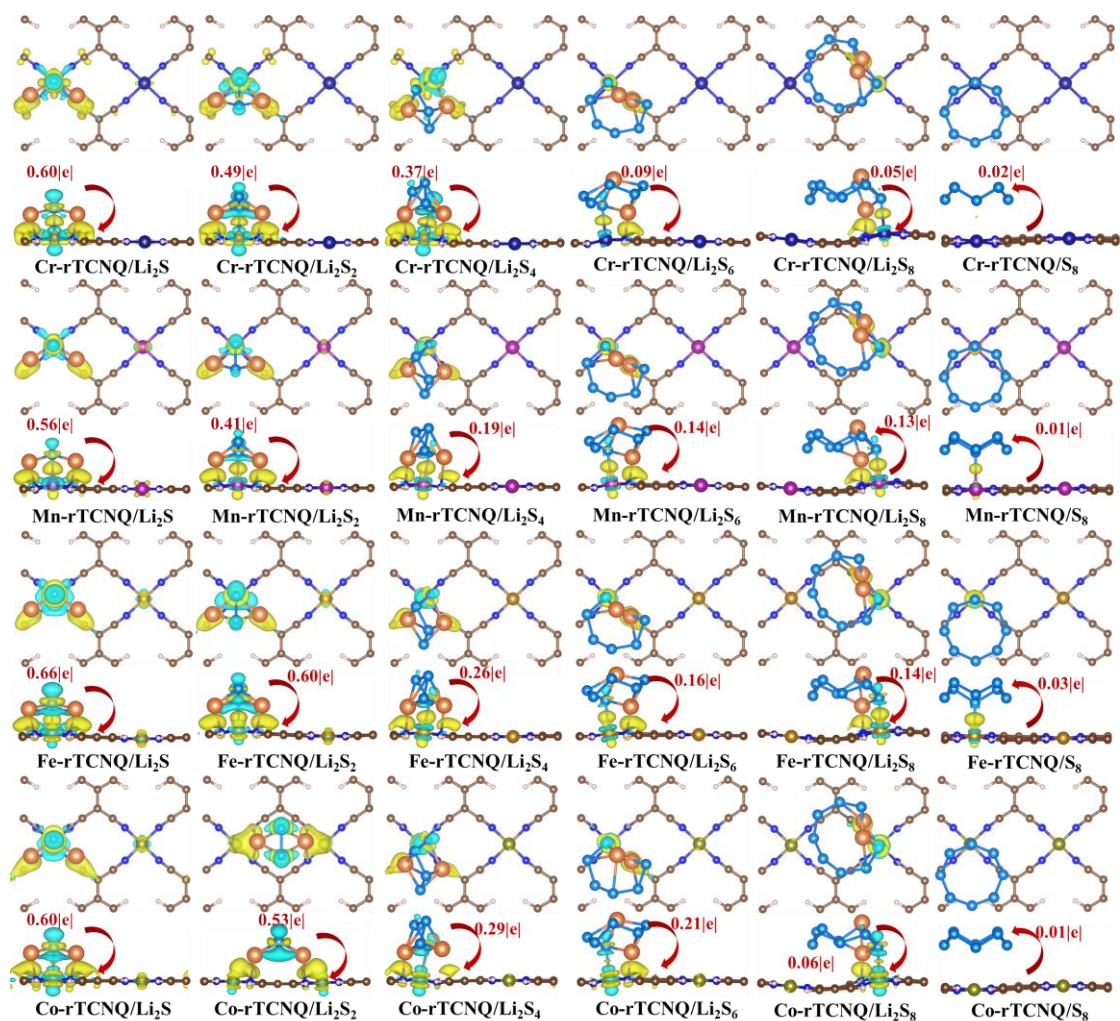 0.60|e| 0.49|e| 0.37|e| 0.09|e| 0.05|e| 0.02|e|
Cr-rTCNQ/Li₂S Cr-rTCNQ/Li₂S₂ Cr-rTCNQ/Li₂S₄ Cr-rTCNQ/Li₂S₆ Cr-rTCNQ/Li₂S₈ Cr-rTCNQ/S₈
0.56|e| 0.41|e| 0.19|e| 0.14|e| 0.13|e| 0.01|e|
Mn-rTCNQ/Li₂S Mn-rTCNQ/Li₂S₂ Mn-rTCNQ/Li₂S₄ Mn-rTCNQ/Li₂S₆ Mn-rTCNQ/Li₂S₈ Mn-rTCNQ/S₈
0.66|e| 0.60|e| 0.26|e| 0.16|e| 0.14|e| 0.03|e|
Fe-rTCNQ/Li₂S Fe-rTCNQ/Li₂S₂ Fe-rTCNQ/Li₂S₄ Fe-rTCNQ/Li₂S₆ Fe-rTCNQ/Li₂S₈ Fe-rTCNQ/S₈
0.60|e| 0.53|e| 0.29|e| 0.21|e| 0.06|e| 0.01|e|
Co-rTCNQ/Li₂S Co-rTCNQ/Li₂S₂ Co-rTCNQ/Li₂S₄ Co-rTCNQ/Li₂S₆ Co-rTCNQ/Li₂S₈ Co-rTCNQ/S₈